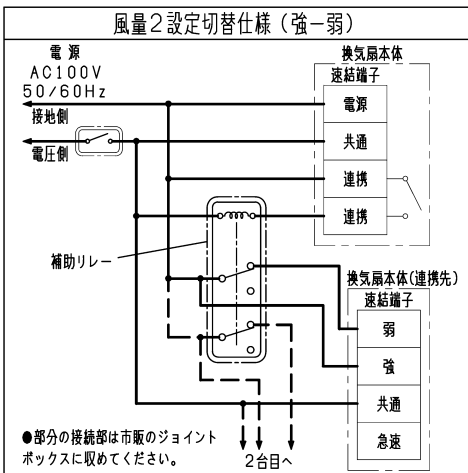 風量2設定切替仕様（強－弱）
電 源
AC100V
50/60Hz
接地側
電圧側
換気扇本体
速結端子
電源
共通
連携
連携
補助リレー
換気扇本体(連携先)
速結端子
弱
強
共通
急速
●部分の接続部は市販のジョイント
ボックスに収めてください。
2台目へ